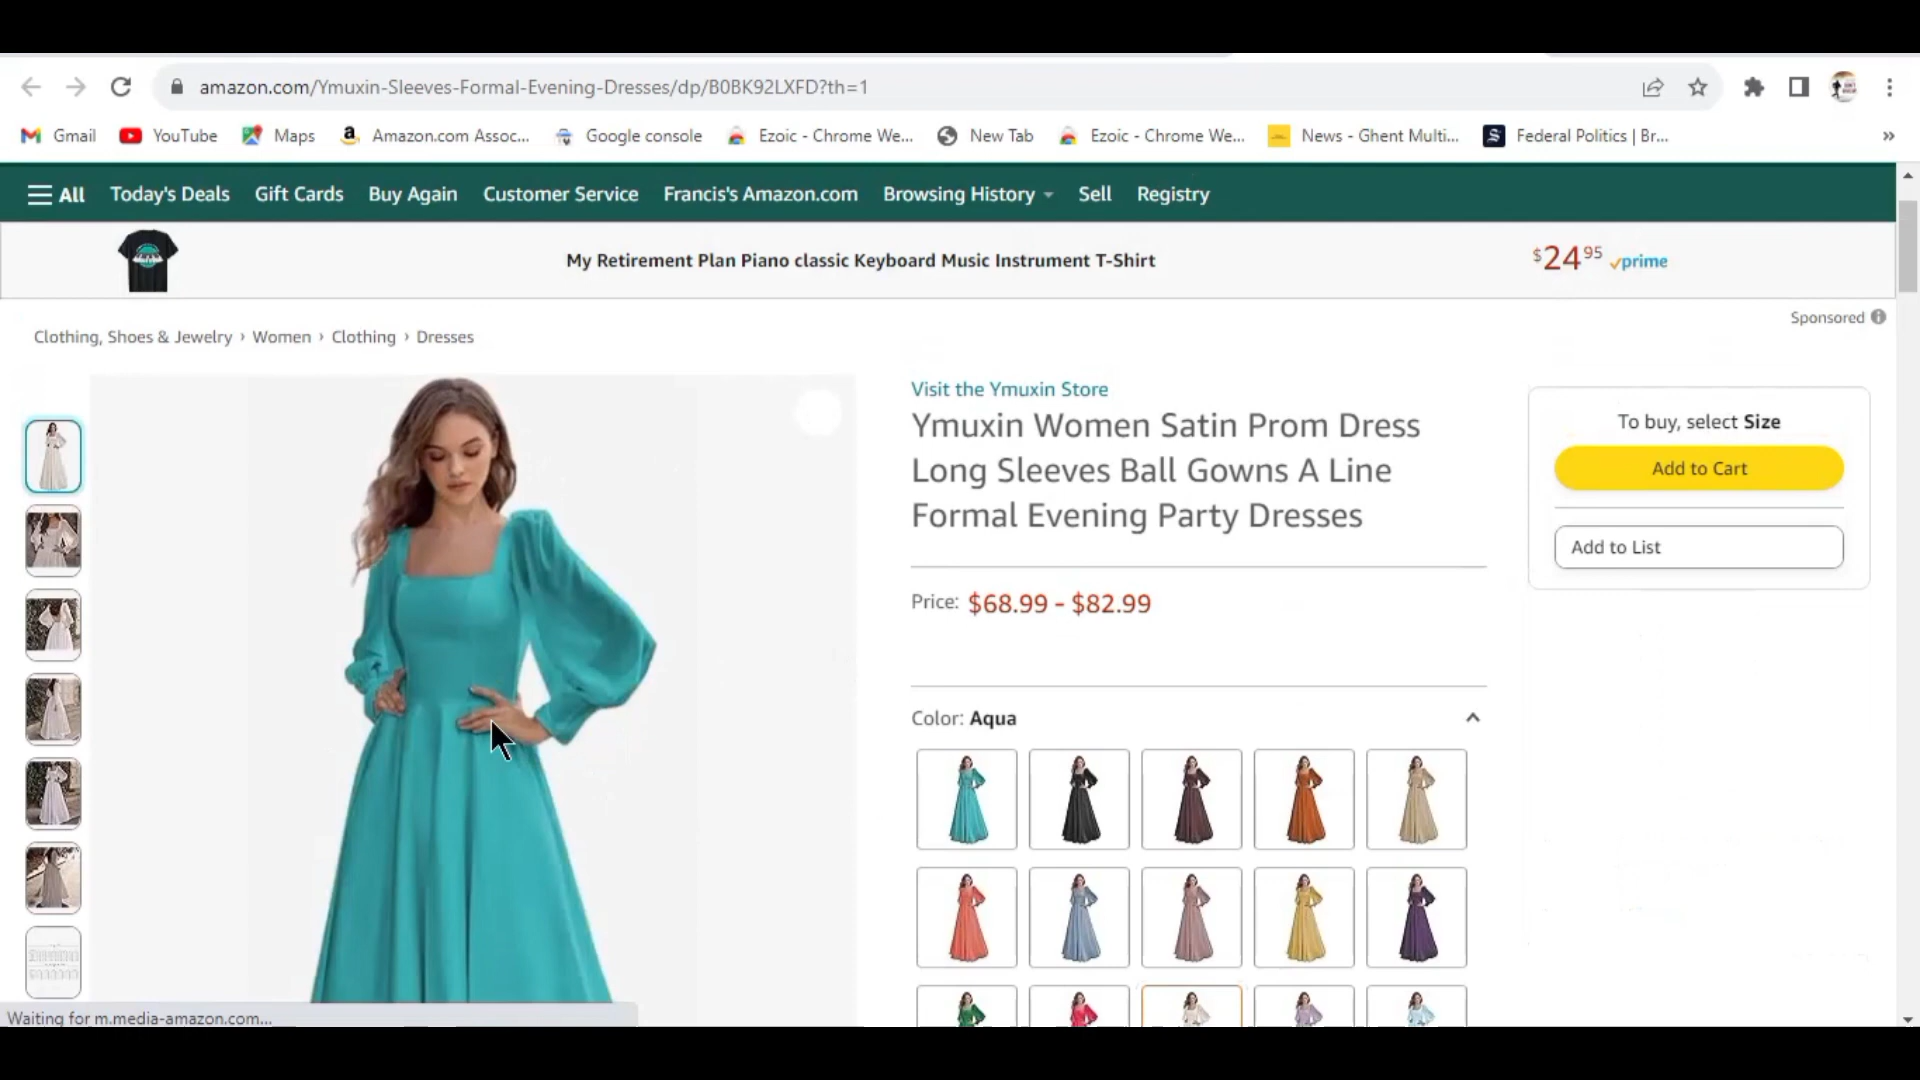 amazon.com/Ymuxin-Sleeves-Formal-Evening-Dresses/dp/B0BK92LXFD?th=1
Gmail YouTube Maps Amazon.com Assoc... Google console Ezoic - Chrome We... New Tab Ezoic - Chrome We... News - Ghent Multi... Federal Politics | Br... »
All Today's Deals Gift Cards Buy Again Customer Service Francis's Amazon.com Browsing History Sell Registry
My Retirement Plan Piano classic Keyboard Music Instrument T-Shirt $24 95 prime
Sponsored
Clothing, Shoes & Jewelry › Women › Clothing › Dresses
Visit the Ymuxin Store
Ymuxin Women Satin Prom Dress
Long Sleeves Ball Gowns A Line
Formal Evening Party Dresses
Price: $68.99 - $82.99
Color: Aqua
To buy, select Size
Add to Cart
Add to List
Waiting for m.media-amazon.com...